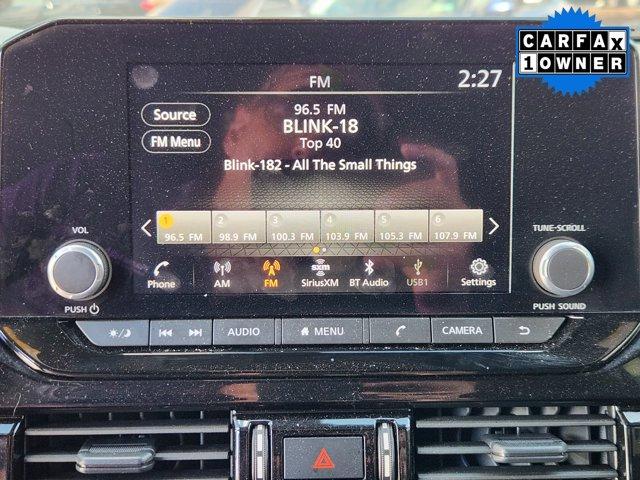 CARFAX
1 OWNER
FM
2:27
Source
FM Menu
96.5 FM
BLINK-18
Top 40
Blink-182 - All The Small Things
1 2 3 4 5 6
96.5 FM 98.9 FM 100.3 FM 103.9 FM 105.3 FM 107.9 FM
VOL
TUNE-SCROLL
sxm
Phone AM FM SiriusXM BT Audio USB1 Settings
PUSH
PUSH SOUND
AUDIO MENU CAMERA